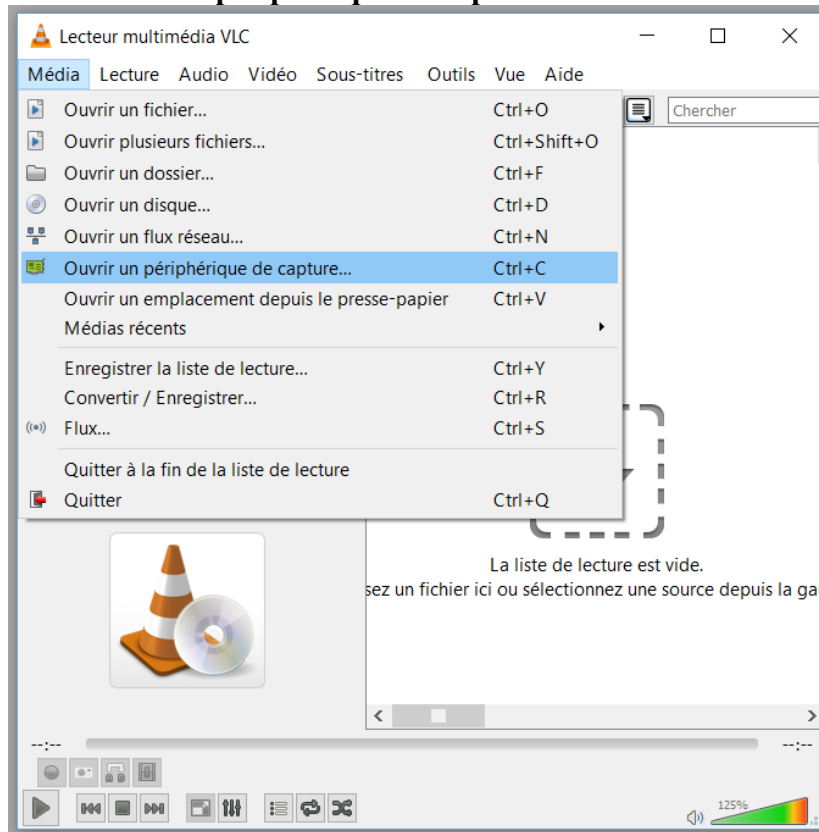 Lecteur multimédia VLC
Média Lecture Audio Vidéo Sous-titres Outils Vue Aide
Ouvrir un fichier... Ctrl+O
Chercher
Ouvrir plusieurs fichiers... Ctrl+Shift+O
Ouvrir un dossier... Ctrl+F
Ouvrir un disque... Ctrl+D
Ouvrir un flux réseau... Ctrl+N
Ouvrir un périphérique de capture... Ctrl+C
Ouvrir un emplacement depuis le presse-papier Ctrl+V
Médias récents
Enregistrer la liste de lecture... Ctrl+Y
Convertir / Enregistrer... Ctrl+R
Flux... Ctrl+S
Quitter à la fin de la liste de lecture
Quitter Ctrl+Q
La liste de lecture est vide.
sez un fichier ici ou sélectionnez une source depuis la ga
--:-- --:--
125%